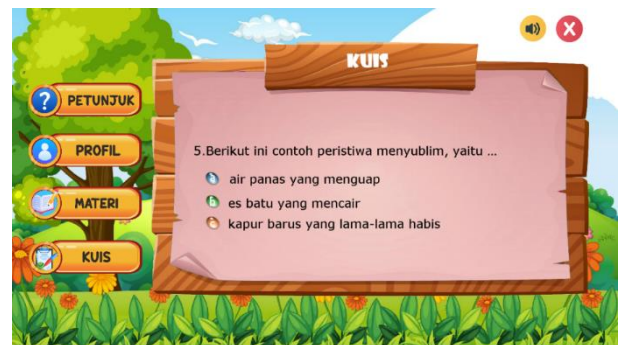 KUIS
? PETUNJUK
PROFIL
MATERI
KUIS
5.Berikut ini contoh peristiwa menyublim, yaitu ...
a air panas yang menguap
b es batu yang mencair
c kapur barus yang lama-lama habis
X